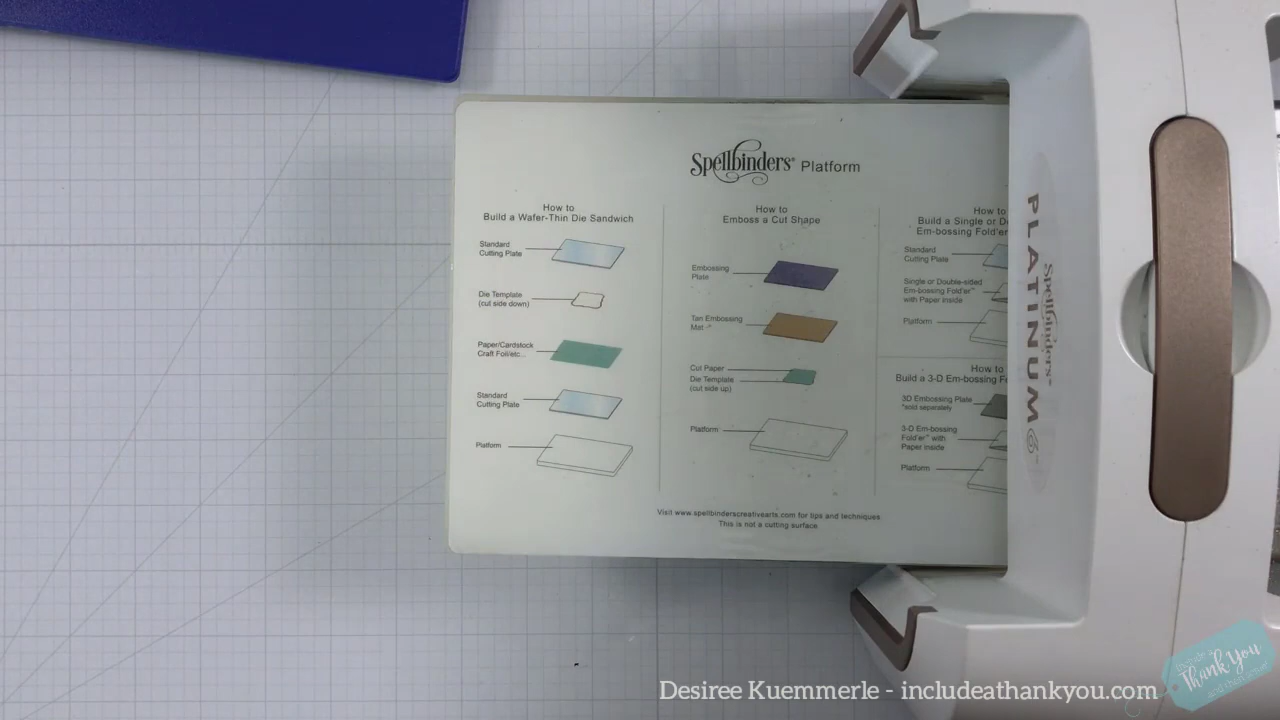 Spellbinders® Platform
How to
Build a Wafer-Thin Die Sandwich
Standard
Cutting Plate
Die Template
(cut side down)
Paper/Cardstock
Craft Foil/etc...
Standard
Cutting Plate
Platform
How to
Emboss a Cut Shape
Embossing
Plate
Tan Embossing
Mat
Cut Paper
Die Template
(cut side up)
Platform
How to
Build a Single or D
Em-bossing Fold'er
Standard
Cutting Plate
Single or Double-sided
Em-bossing Fold'er™
with Paper inside
Platform
How to
Build a 3-D Em-bossing F
3D Embossing Plate
*sold separately
3-D Em-bossing
Fold'er™ with
Paper inside
Platform
Visit www.spellbinderscreativearts.com for tips and techniques
This is not a cutting surface
Spellbinders™
PLATINUM 6™
Desiree Kuemmerle - includeathankyou.com
Thank You